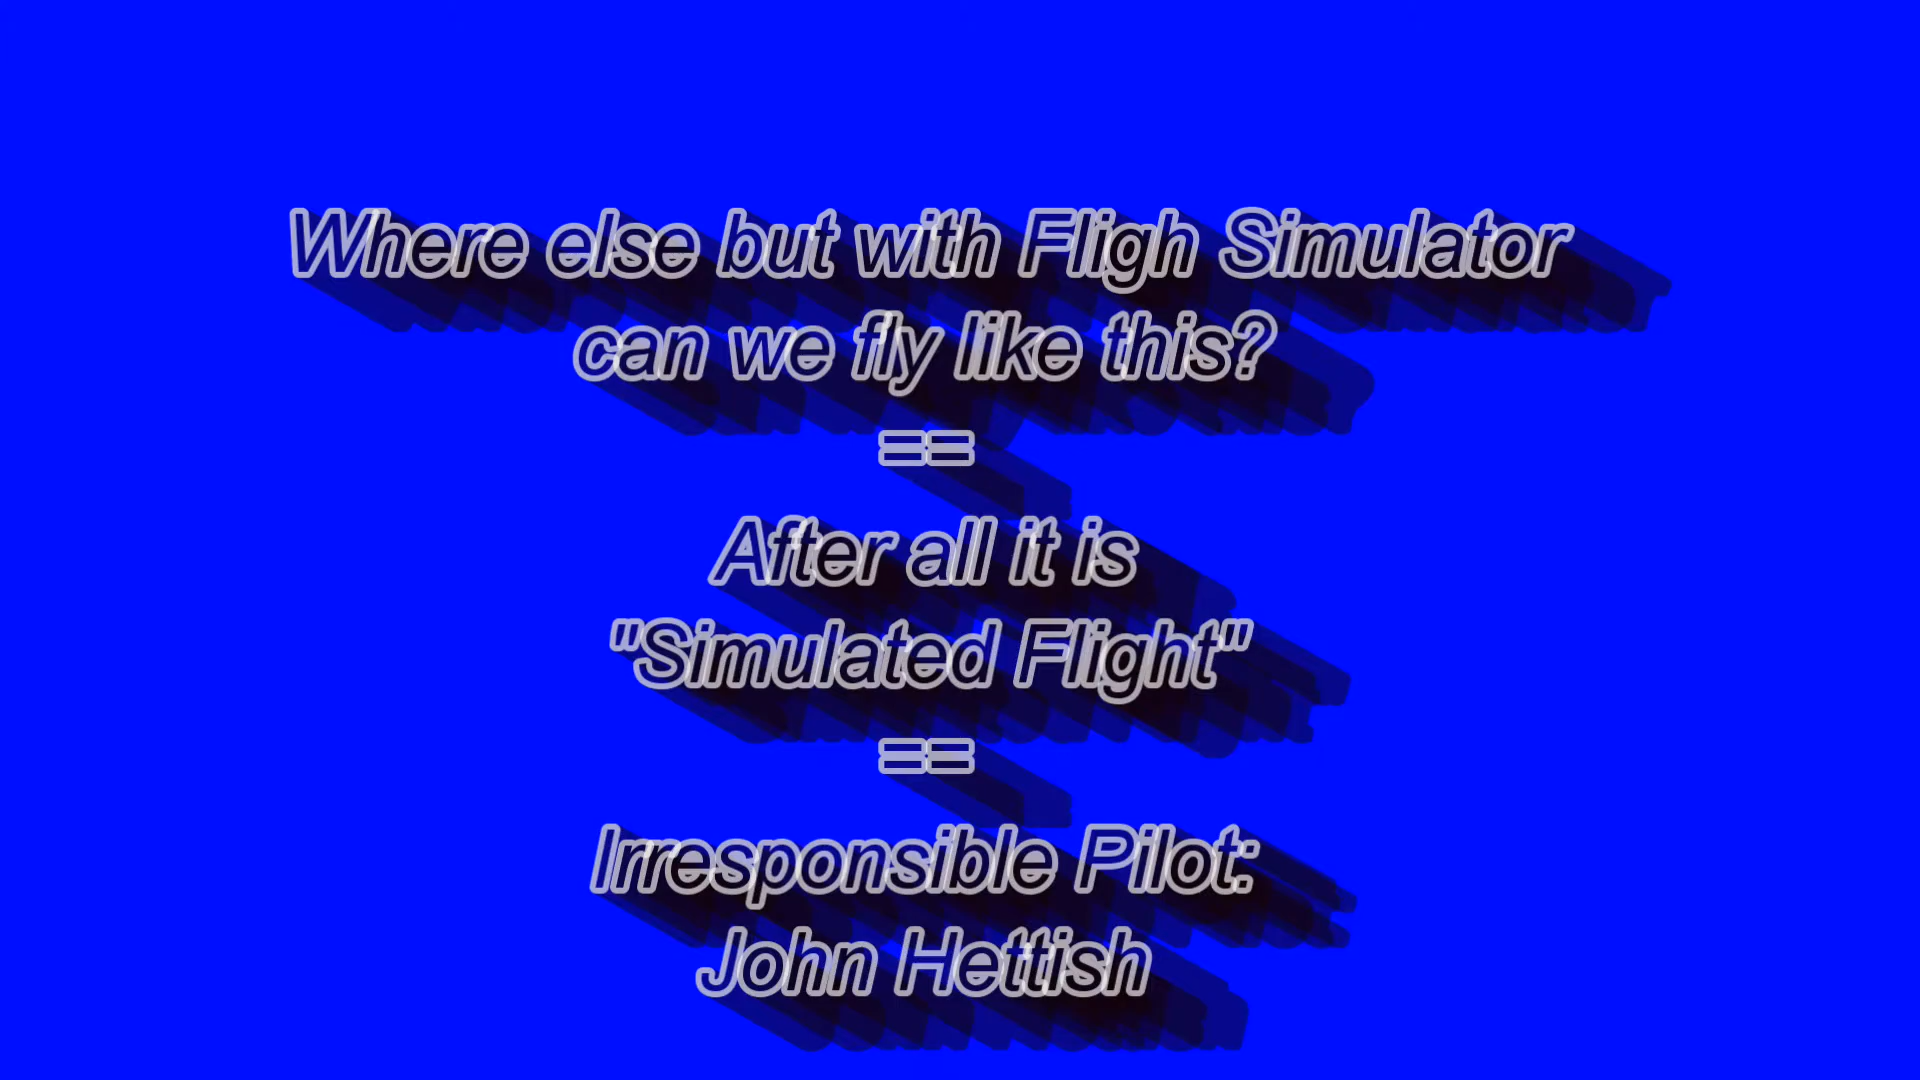 Where else but with Fligh Simulator
can we fly like this?
==
After all it is
"Simulated Flight"
==
Irresponsible Pilot:
John Hettish